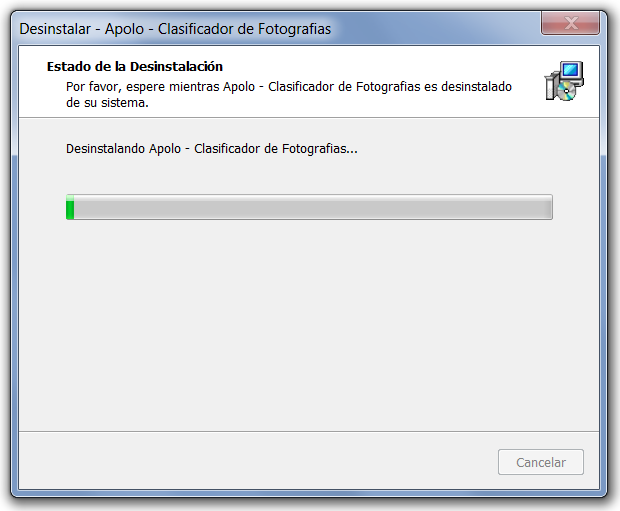 Desinstalar - Apolo - Clasificador de Fotografias
Estado de la Desinstalación
Por favor, espere mientras Apolo - Clasificador de Fotografias es desinstalado
de su sistema.
Desinstalando Apolo - Clasificador de Fotografias...
Cancelar